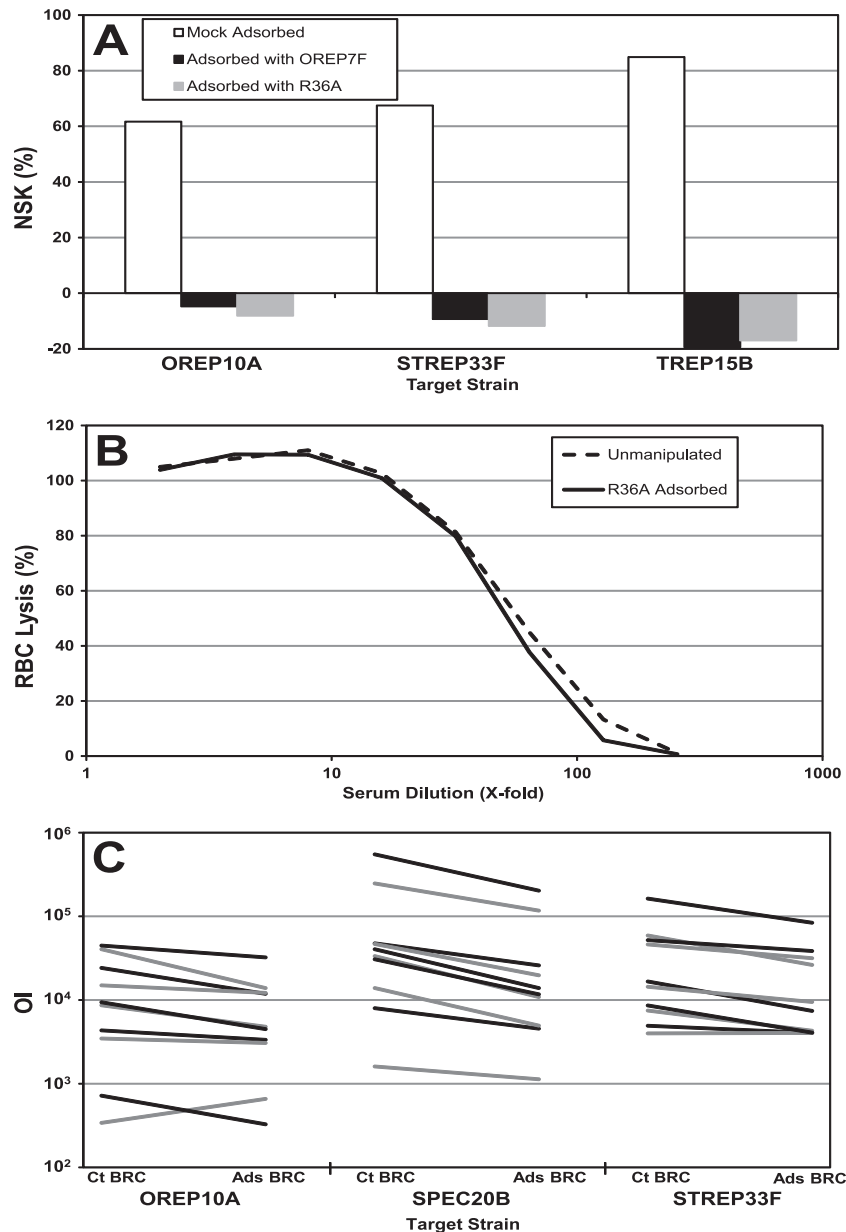 A
Mock Adsorbed
Adsorbed with OREP7F
Adsorbed with R36A
NSK (%)
100
80
60
40
20
0
-20
OREP10A STREP33F TREP15B
Target Strain
B
Unmanipulated
R36A Adsorbed
RBC Lysis (%)
120
100
80
60
40
20
0
1 10 100 1000
Serum Dilution (X-fold)
C
OI
10⁶
10⁵
10⁴
10³
10²
Ct BRC Ads BRC Ct BRC Ads BRC Ct BRC Ads BRC
OREP10A SPEC20B STREP33F
Target Strain